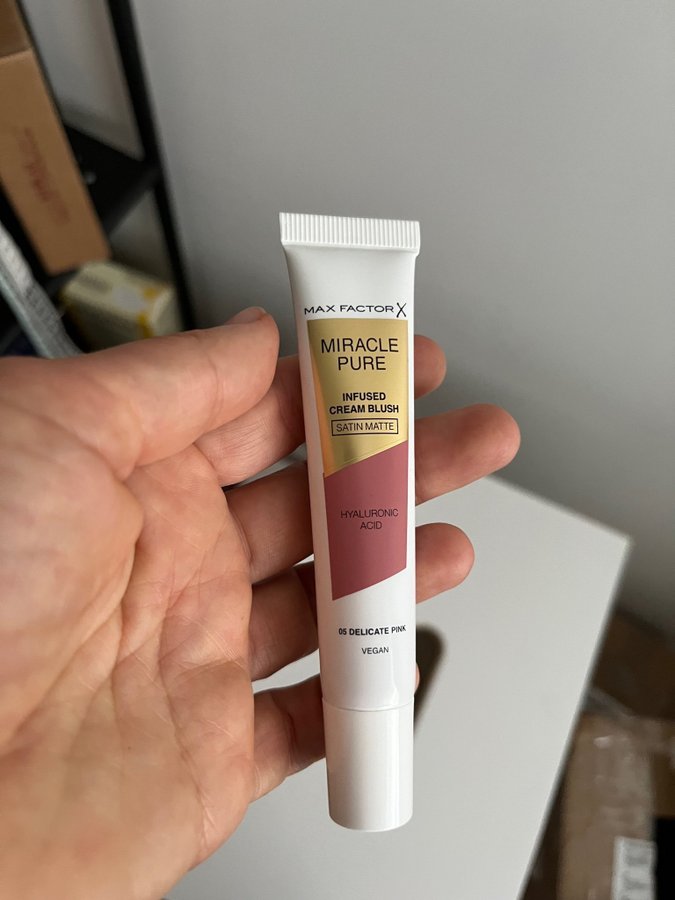 MAX FACTOR X
MIRACLE
PURE
INFUSED
CREAM BLUSH
SATIN MATTE
HYALURONIC
ACID
05 DELICATE PINK
VEGAN